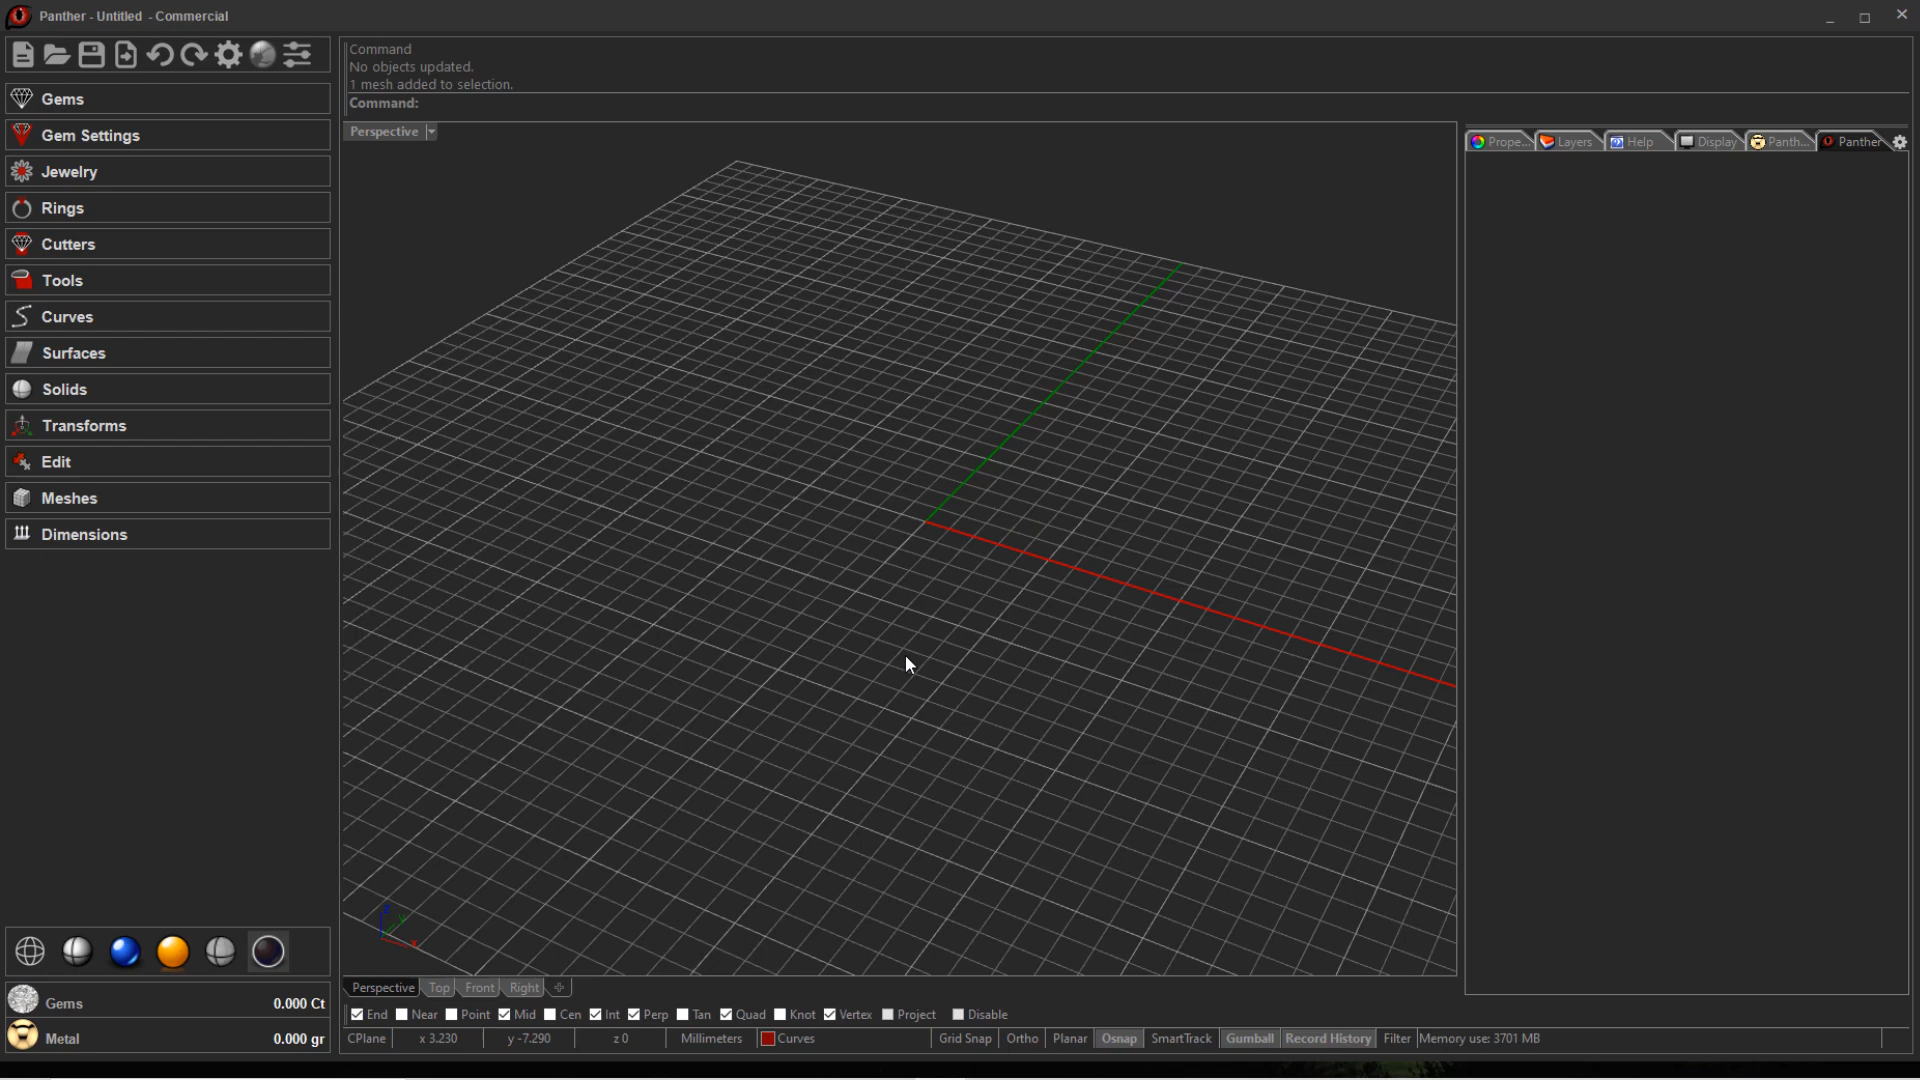 Panther - Untitled - Commercial
Command
No objects updated.
1 mesh added to selection.
Command:
Gems
Gem Settings
Jewelry
Rings
Cutters
Tools
Curves
Surfaces
Solids
Transforms
Edit
Meshes
Dimensions
Perspective
Prope... Layers Help Display Panth... Panther
z y x
Perspective Top Front Right
Gems 0.000 Ct
Metal 0.000 gr
End Near Point Mid Cen Int Perp Tan Quad Knot Vertex Project Disable
CPlane x 3.230 y -7.290 z 0 Millimeters Curves Grid Snap Ortho Planar Osnap SmartTrack Gumball Record History Filter Memory use: 3701 MB